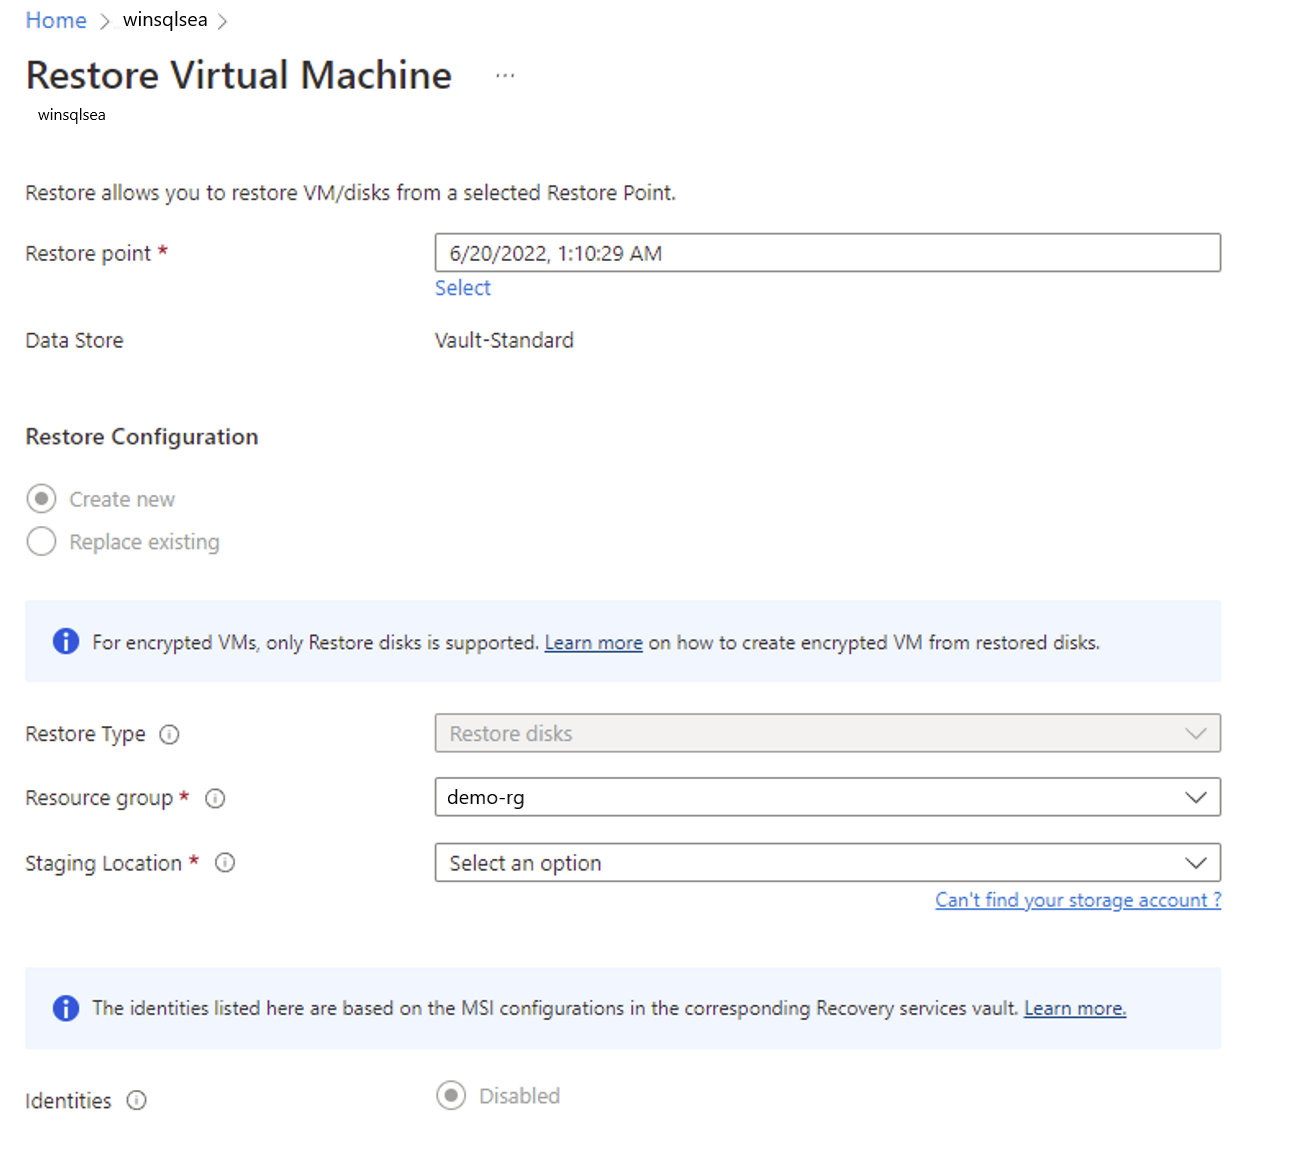 Home > winsqlsea >
Restore Virtual Machine ...
winsqlsea
Restore allows you to restore VM/disks from a selected Restore Point.
Restore point * 6/20/2022, 1:10:29 AM
Select
Data Store Vault-Standard
Restore Configuration
Create new
Replace existing
For encrypted VMs, only Restore disks is supported. Learn more on how to create encrypted VM from restored disks.
Restore Type Restore disks
Resource group * demo-rg
Staging Location * Select an option
Can't find your storage account ?
The identities listed here are based on the MSI configurations in the corresponding Recovery services vault. Learn more.
Identities Disabled